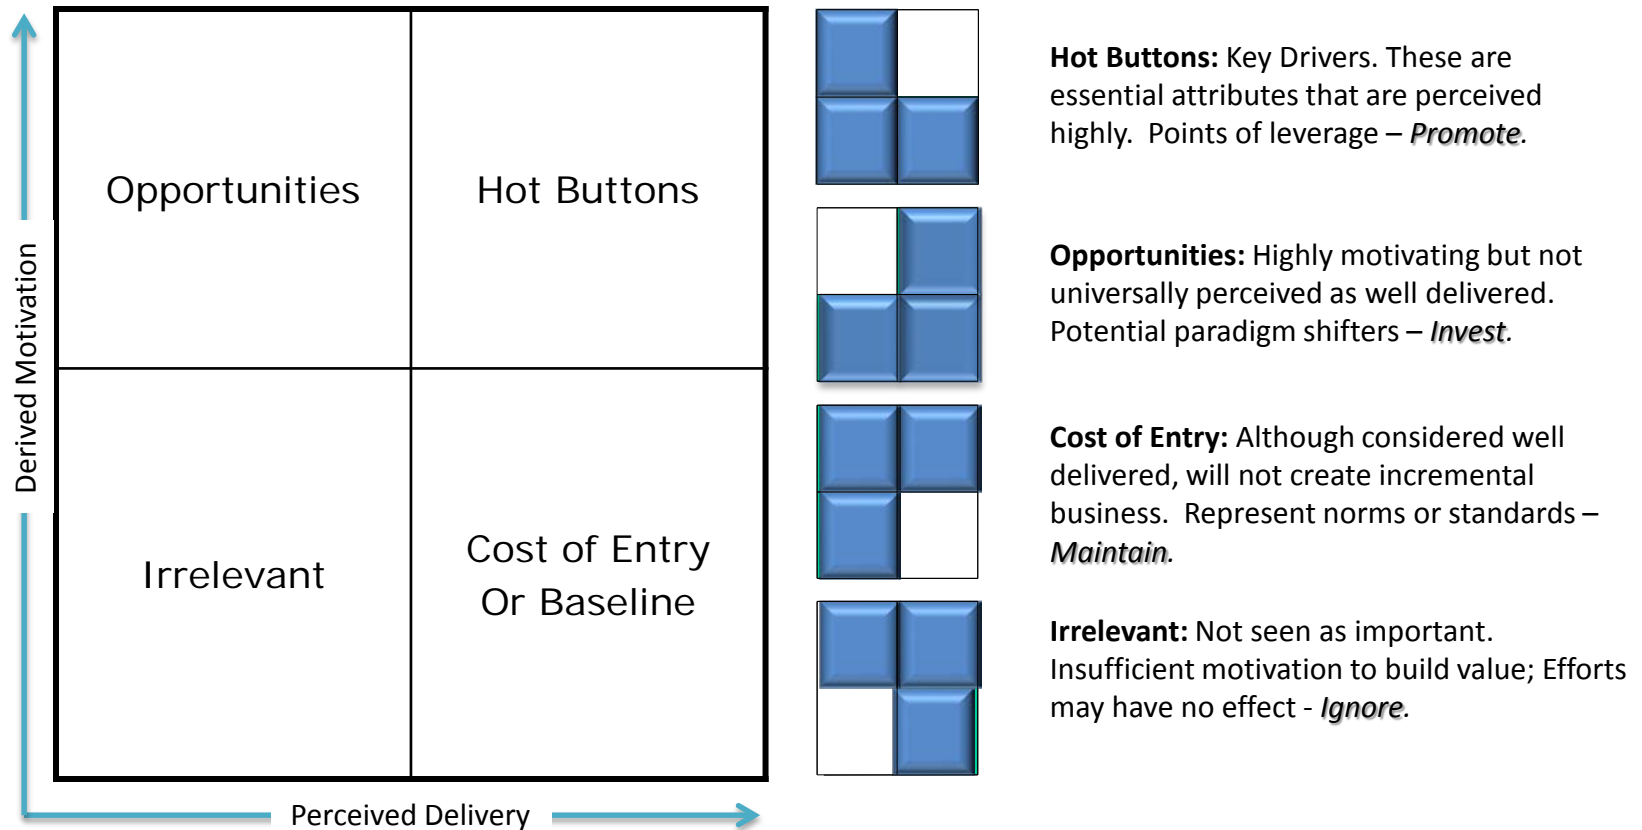 Derived Motivation
Opportunities
Hot Buttons
Irrelevant
Cost of Entry
Or Baseline
Perceived Delivery
Hot Buttons: Key Drivers. These are
essential attributes that are perceived
highly.  Points of leverage – Promote.
Opportunities: Highly motivating but not
universally perceived as well delivered.
Potential paradigm shifters – Invest.
Cost of Entry: Although considered well
delivered, will not create incremental
business.  Represent norms or standards –
Maintain.
Irrelevant: Not seen as important.
Insufficient motivation to build value; Efforts
may have no effect - Ignore.